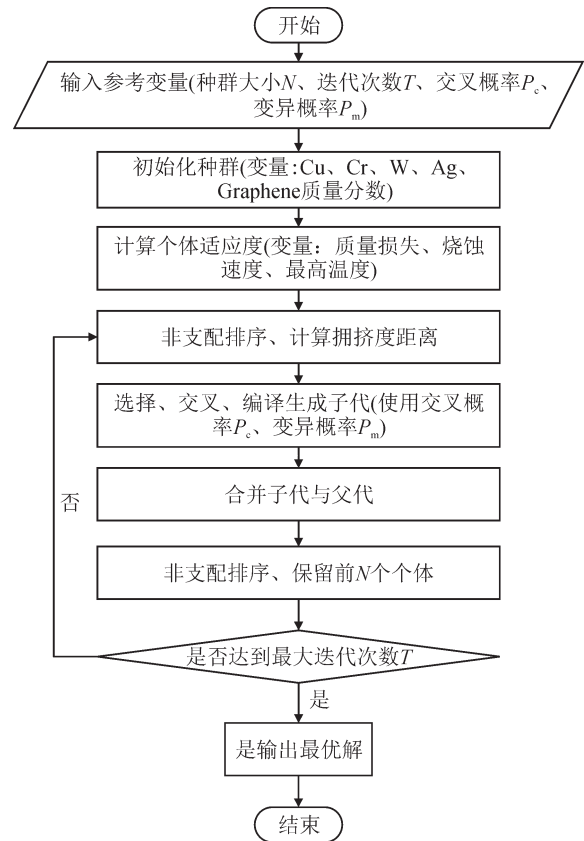 开始
输入参考变量(种群大小N、迭代次数T、交叉概率Pc、
变异概率Pm)
初始化种群(变量:Cu、Cr、W、Ag、
Graphene质量分数)
计算个体适应度(变量：质量损失、烧蚀
速度、最高温度)
非支配排序、计算拥挤度距离
选择、交叉、编译生成子代(使用交叉概
率Pc、变异概率Pm)
合并子代与父代
否
非支配排序、保留前N个个体
是否达到最大迭代次数T
是
是输出最优解
结束